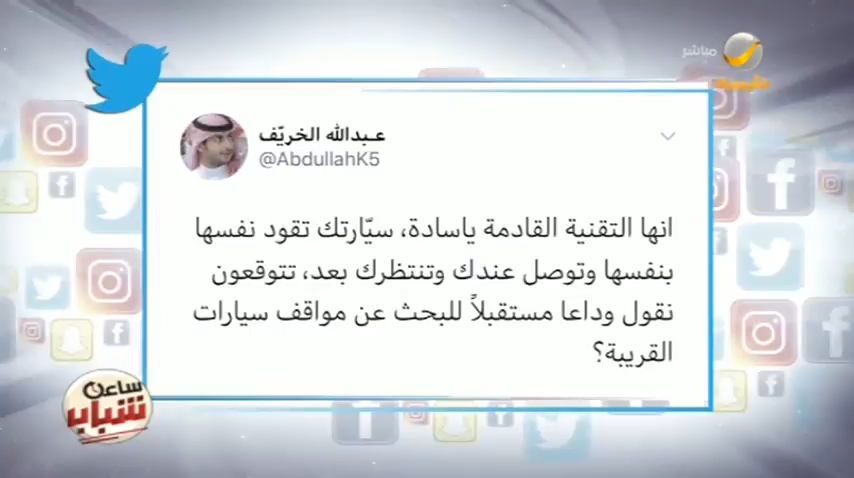 مباشر
عبدالله الخريّف
@AbdullahK5
انها التقنية القادمة ياسادة، سيّارتك تقود نفسها
بنفسها وتوصل عندك وتنتظرك بعد، تتوقعون
نقول وداعا مستقبلاً للبحث عن مواقف سيارات
القريبة؟
ساعة
شباب